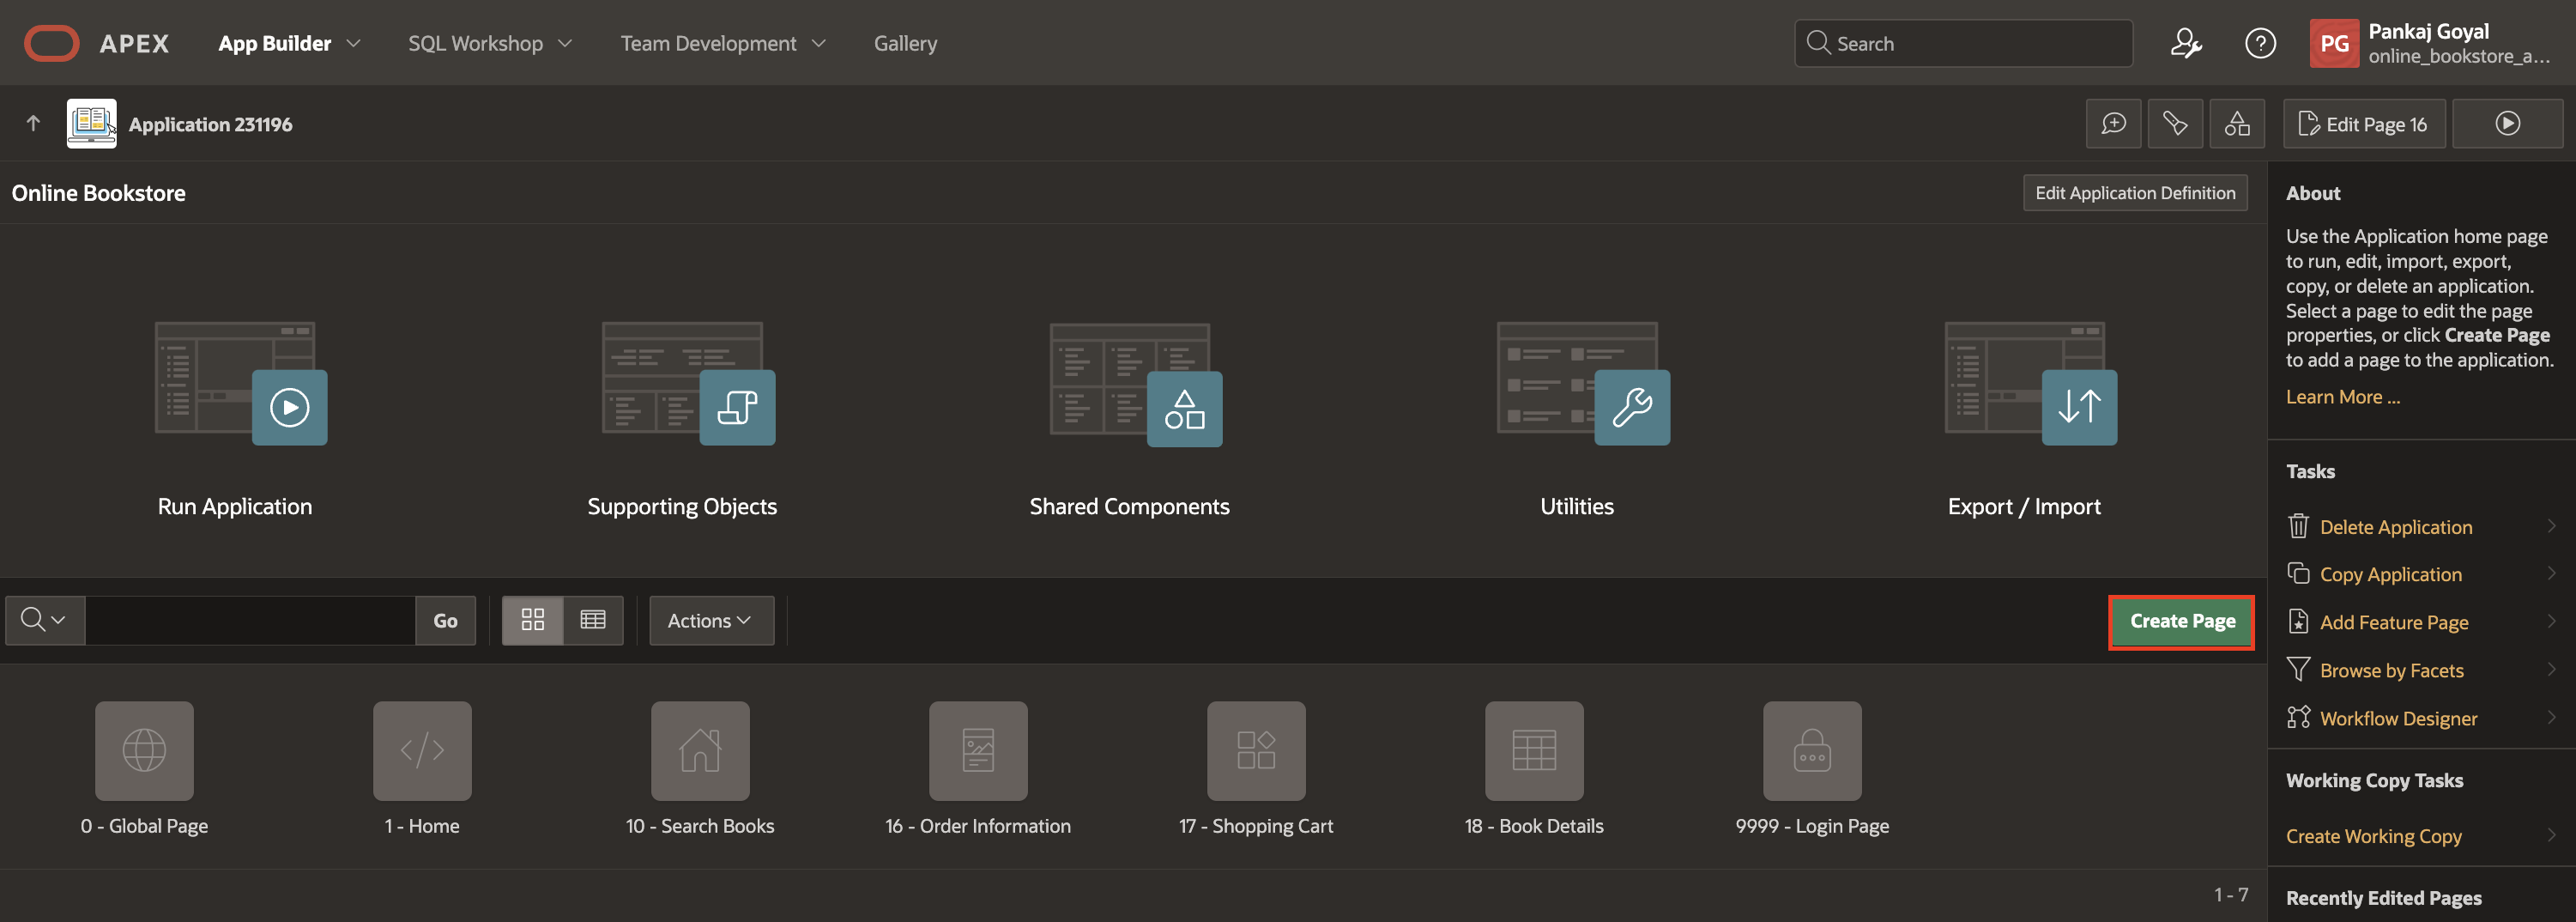 APEX
App Builder
SQL Workshop
Team Development
Gallery
Search
PG
Pankaj Goyal
online_bookstore_a...
Application 231196
Edit Page 16
Online Bookstore
Edit Application Definition
Run Application
Supporting Objects
Shared Components
Utilities
Export / Import
Go
Actions
Create Page
0 - Global Page
1 - Home
10 - Search Books
16 - Order Information
17 - Shopping Cart
18 - Book Details
9999 - Login Page
1 - 7
About
Use the Application home page
to run, edit, import, export,
copy, or delete an application.
Select a page to edit the page
properties, or click Create Page
to add a page to the application.
Learn More ...
Tasks
Delete Application
Copy Application
Add Feature Page
Browse by Facets
Workflow Designer
Working Copy Tasks
Create Working Copy
Recently Edited Pages